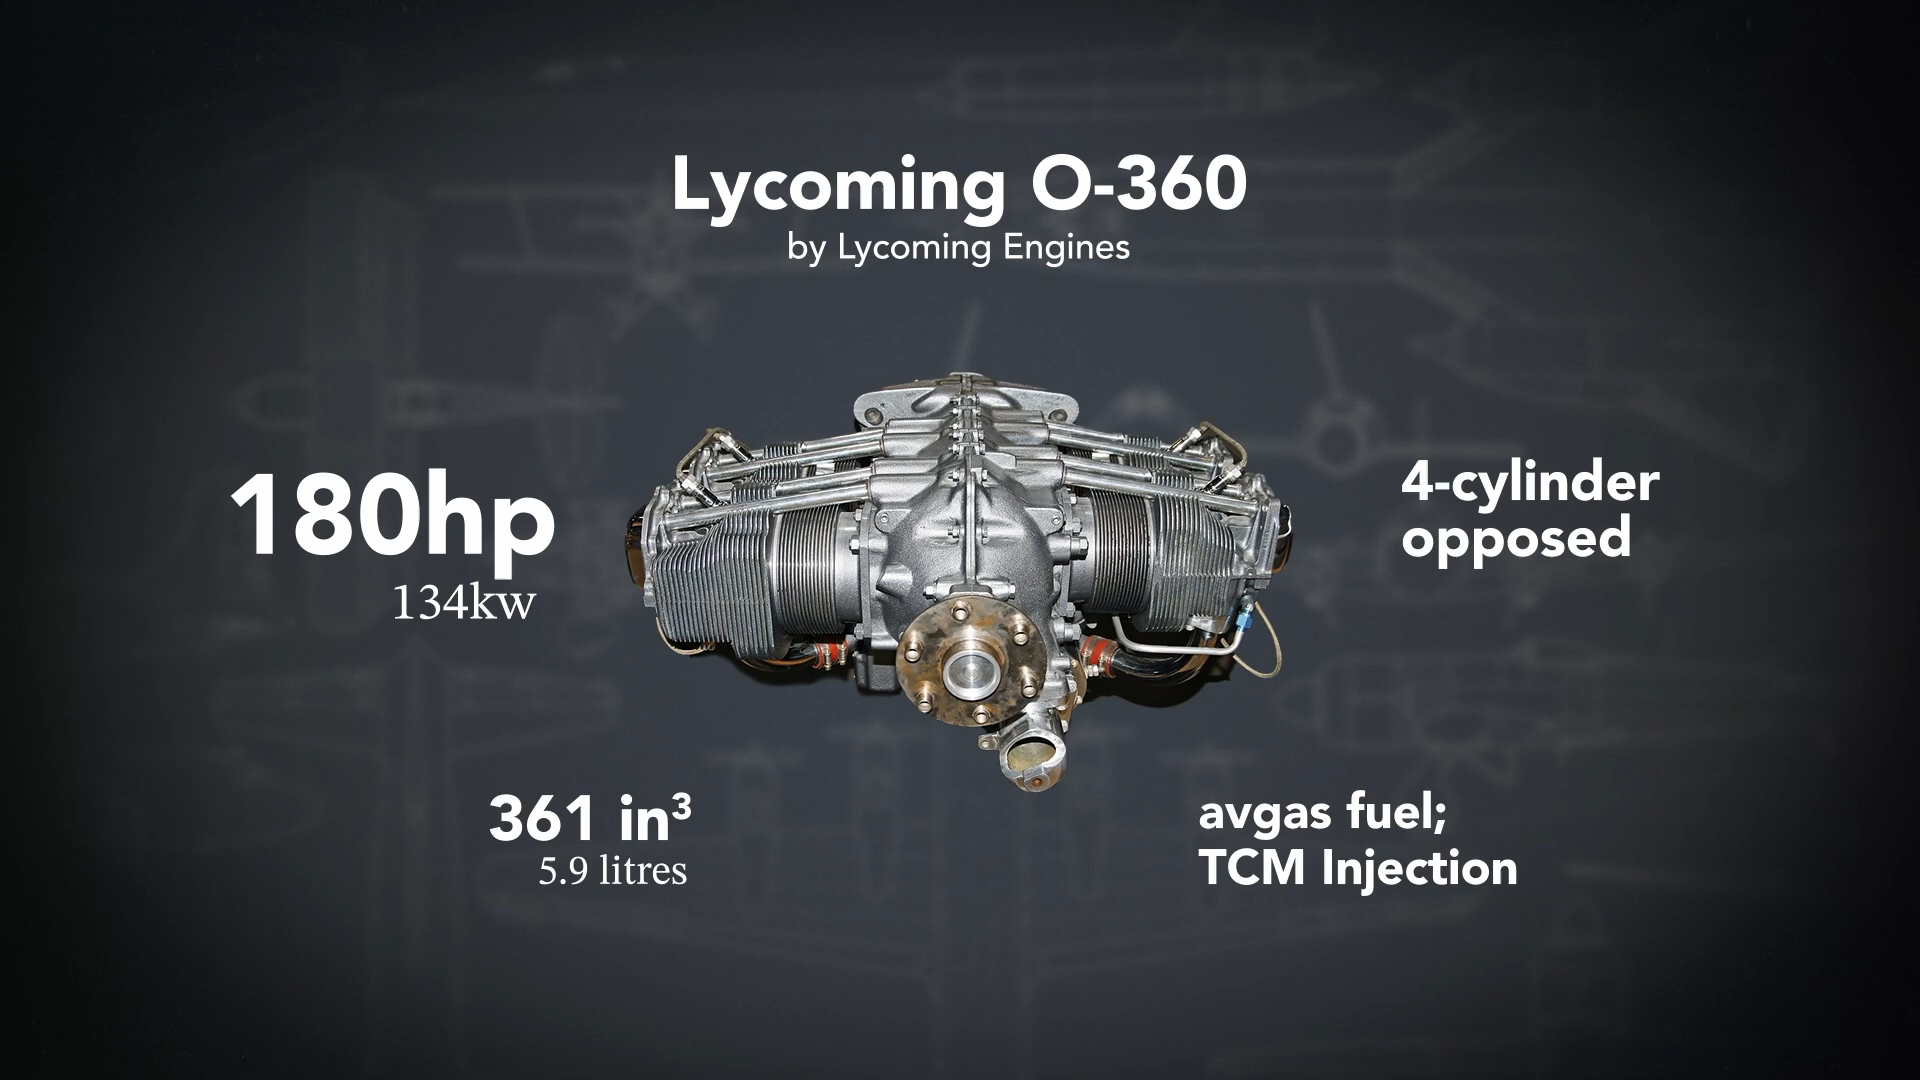 Lycoming O-360
by Lycoming Engines
180hp
134kw
4-cylinder
opposed
361 in³
5.9 litres
avgas fuel;
TCM Injection